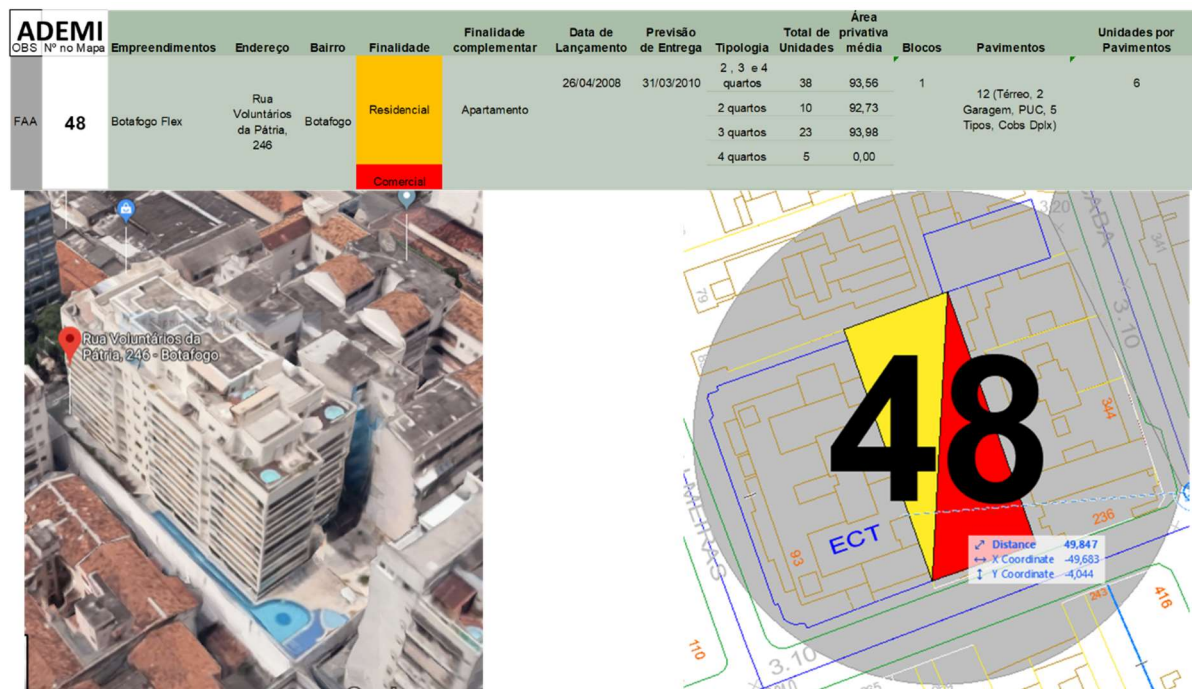 ADEMI
OBS Nº no Mapa Empreendimentos Endereço Bairro Finalidade Finalidade complementar Data de Lançamento Previsão de Entrega Tipologia Total de Unidades Área privativa média Blocos Pavimentos Unidades por Pavimentos
FAA 48 Botafogo Flex Rua Voluntários da Pátria, 246 Botafogo Residencial Apartamento 26/04/2008 31/03/2010 2 , 3 e 4 quartos 38 93,56 1 12 (Térreo, 2 Garagem, PUC, 5 Tipos, Cobs Dplx) 6
2 quartos 10 92,73
3 quartos 23 93,98
4 quartos 5 0,00
Comercial
Rua Voluntários da
Pátria, 246 - Botafogo
3.20
341
79
3.10
48
344
ECT
93
236
Distance 49,847
X Coordinate -49,683
Y Coordinate -4,044
243
416
110
3.10